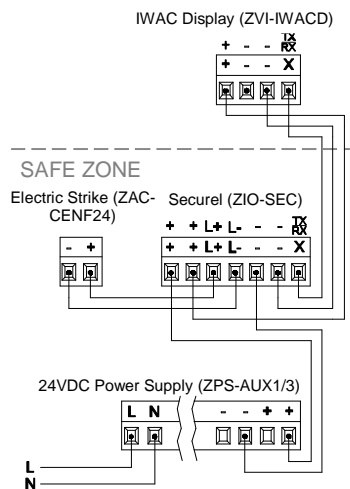 IWAC Display (ZVI-IWACD)
+ - - TX
RX
+ - - X
SAFE ZONE
Electric Strike (ZAC-
CENF24)
Securel (ZIO-SEC)
+ + L+ L- - - TX
RX
- +
+ + L+ L- - - X
24VDC Power Supply (ZPS-AUX1/3)
L N - - + +
L
N